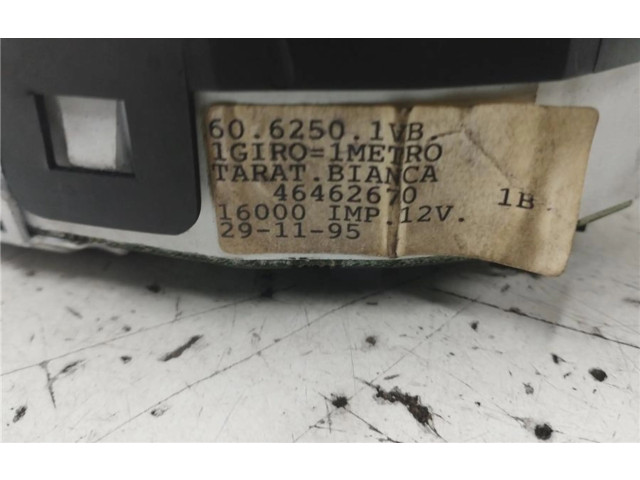 60.6250.1VB.
1GIRO=1METRO
TARAT.BIANCA
46462670 1B
16000 IMP.12V.
29-11-95